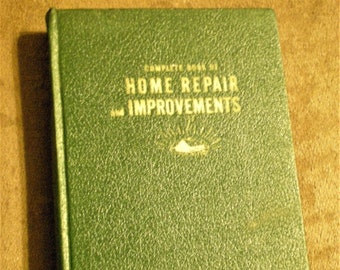 COMPLETE BOOK OF
HOME REPAIR
and IMPROVEMENTS